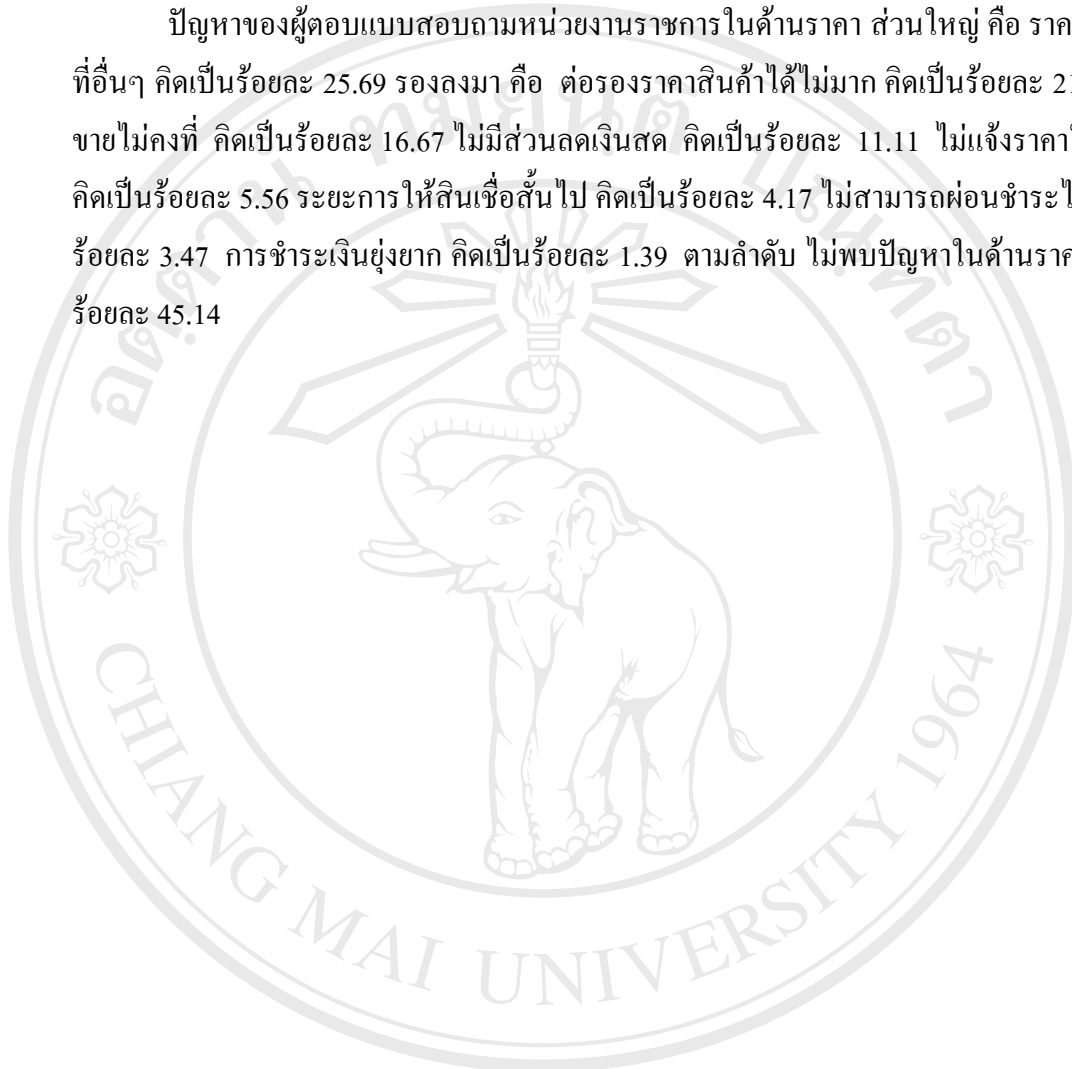 ปัญหาของผู้ตอบแบบสอบถามหน่วยงานราชการในด้านราคา ส่วนใหญ่ คือ
ที่อื่นๆ คิดเป็นร้อยละ 25.69 รองลงมา คือ ต่อรองราคาสินค้าได้ไม่มาก คิดเป็นร้อยละ
ขายไม่คงที่ คิดเป็นร้อยละ 16.67 ไม่มีส่วนลดเงินสด คิดเป็นร้อยละ 11.11 ไม่แจ้งราคา
คิดเป็นร้อยละ 5.56 ระยะการให้สินเชื่อสั้นไป คิดเป็นร้อยละ 4.17 ไม่สามารถผ่อนชำระ
ร้อยละ 3.47 การชำระเงินยุ่งยาก คิดเป็นร้อยละ 1.39 ตามลำดับ ไม่พบปัญหาในด้าน
ร้อยละ 45.14
อตฺตานํ ทมยนฺติ ปณฺฑิตา
CHIANG MAI UNIVERSITY 1964